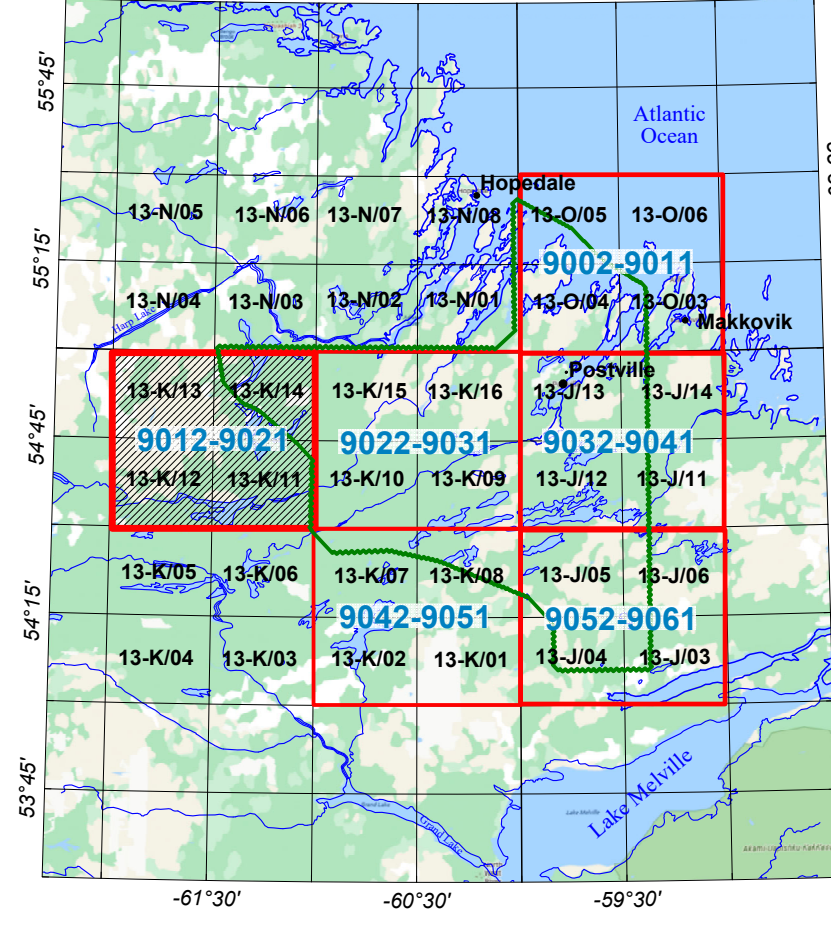 55°45'
Atlantic
Ocean
Hopedale
13-N/05 13-N/06 13-N/07 13-N/08 13-O/05 13-O/06
55°15'
9002-9011
13-N/04 13-N/03 13-N/02 13-N/01 13-O/04 13-O/03
Harp Lake
Makkovik
Postville
13-K/13 13-K/14 13-K/15 13-K/16 13-J/13 13-J/14
54°45'
9012-9021 9022-9031 9032-9041
13-K/12 13-K/11 13-K/10 13-K/09 13-J/12 13-J/11
13-K/05 13-K/06 13-K/07 13-K/08 13-J/05 13-J/06
54°15'
9042-9051 9052-9061
13-K/04 13-K/03 13-K/02 13-K/01 13-J/04 13-J/03
53°45'
Lake Melville
Grand Lake
Lake Melville
Grand Lake
-61°30' -60°30' -59°30'